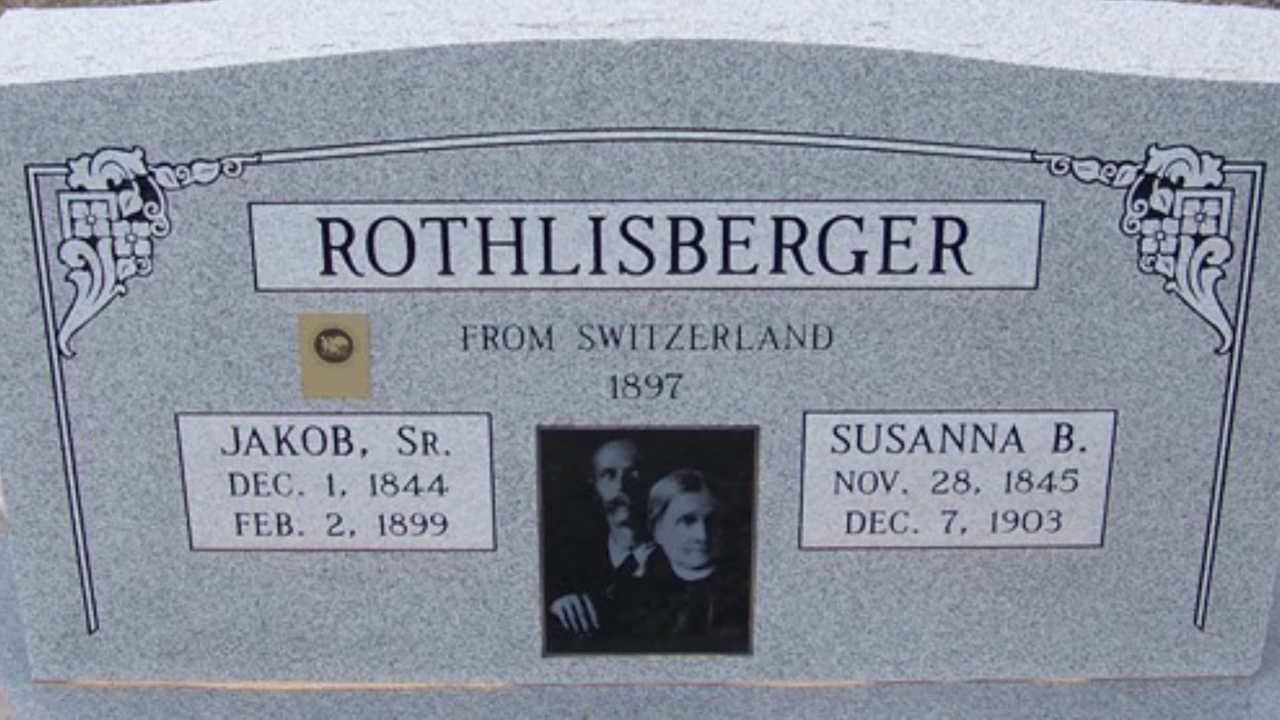 ROTHLISBERGER
FROM SWITZERLAND
1897
JAKOB, SR.
DEC. 1, 1844
FEB. 2, 1899
SUSANNA B.
NOV. 28, 1845
DEC. 7, 1903